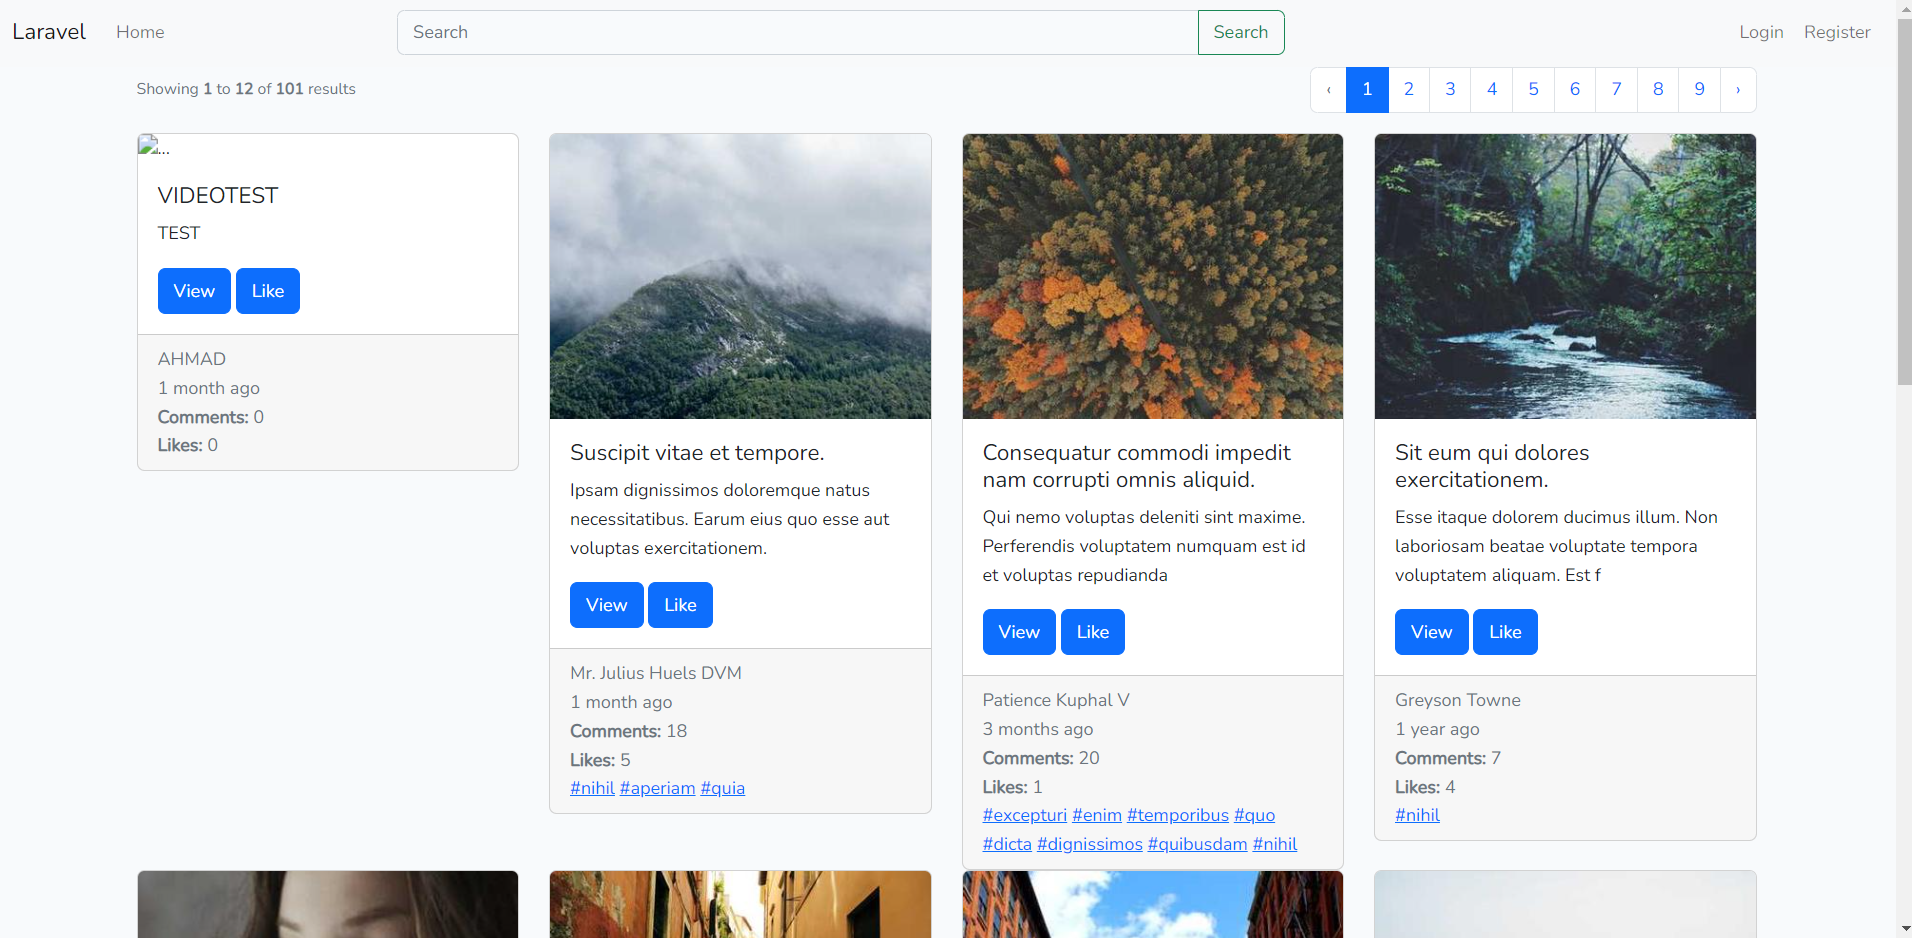 Laravel Home Search Search Login Register
Showing 1 to 12 of 101 results
‹ 1 2 3 4 5 6 7 8 9 ›
...
VIDEOTEST
TEST
View Like
AHMAD
1 month ago
Comments: 0
Likes: 0
Suscipit vitae et tempore.
Ipsam dignissimos doloremque natus
necessitatibus. Earum eius quo esse aut
voluptas exercitationem.
View Like
Mr. Julius Huels DVM
1 month ago
Comments: 18
Likes: 5
#nihil #aperiam #quia
Consequatur commodi impedit
nam corrupti omnis aliquid.
Qui nemo voluptas deleniti sint maxime.
Perferendis voluptatem numquam est id
et voluptas repudianda
View Like
Patience Kuphal V
3 months ago
Comments: 20
Likes: 1
#excepturi #enim #temporibus #quo
#dicta #dignissimos #quibusdam #nihil
Sit eum qui dolores
exercitationem.
Esse itaque dolorem ducimus illum. Non
laboriosam beatae voluptate tempora
voluptatem aliquam. Est f
View Like
Greyson Towne
1 year ago
Comments: 7
Likes: 4
#nihil